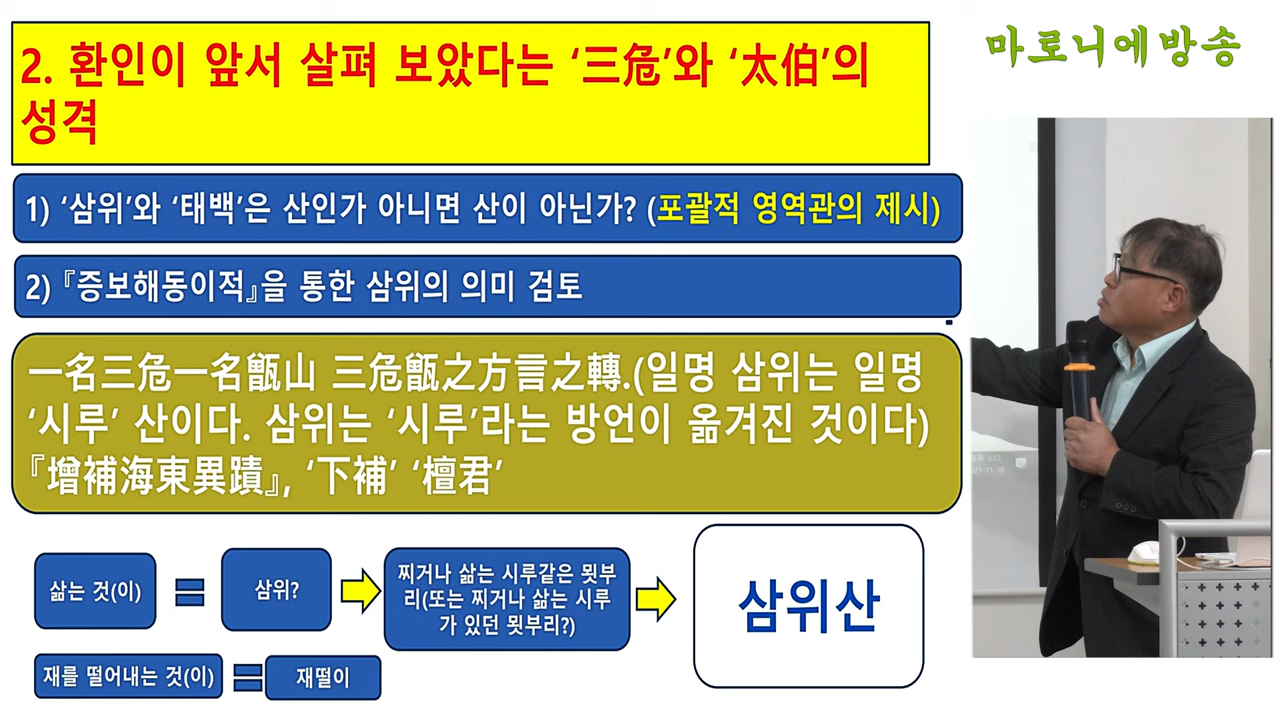 마로니에방송
2. 환인이 앞서 살펴 보았다는 ‘三危’와 ‘太伯’의
성격
1) ‘삼위’와 ‘태백’은 산인가 아니면 산이 아닌가? (포괄적 영역관의 제시)
2) 『증보해동이적』을 통한 삼위의 의미 검토
一名三危一名甑山 三危甑之方言之轉.(일명 삼위는 일명
‘시루’ 산이다. 삼위는 ‘시루’라는 방언이 옮겨진 것이다)
『增補海東異蹟』, ‘下補’ ‘檀君’
삶는 것(이)
=
삼위?
찌거나 삶는 시루같은 묏부
리(또는 찌거나 삶는 시루
가 있던 묏부리?)
삼위산
재를 떨어내는 것(이)
=
재떨이